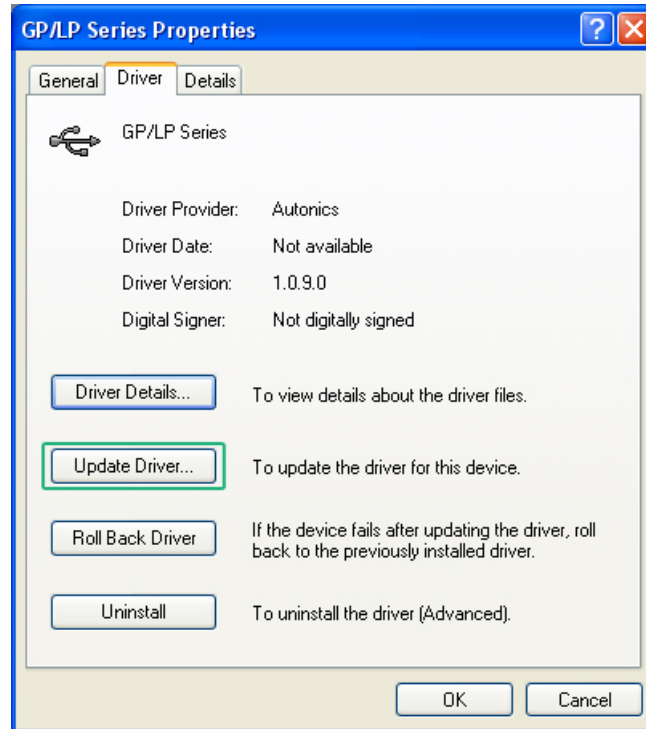 GP/LP Series Properties
General Driver Details
GP/LP Series
Driver Provider: Autonics
Driver Date: Not available
Driver Version: 1.0.9.0
Digital Signer: Not digitally signed
Driver Details... To view details about the driver files.
Update Driver... To update the driver for this device.
Roll Back Driver If the device fails after updating the driver, roll
back to the previously installed driver.
Uninstall To uninstall the driver (Advanced).
OK Cancel